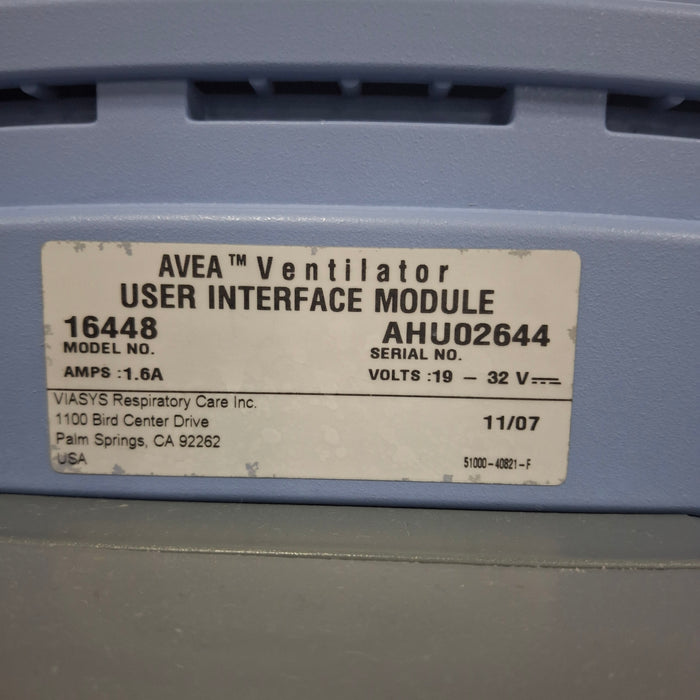 AVEA™ Ventilator
USER INTERFACE MODULE
16448 AHU02644
MODEL NO. SERIAL NO.
AMPS :1.6A VOLTS :19 – 32 V⎓
VIASYS Respiratory Care Inc.
1100 Bird Center Drive 11/07
Palm Springs, CA 92262
USA 51000-40821-F